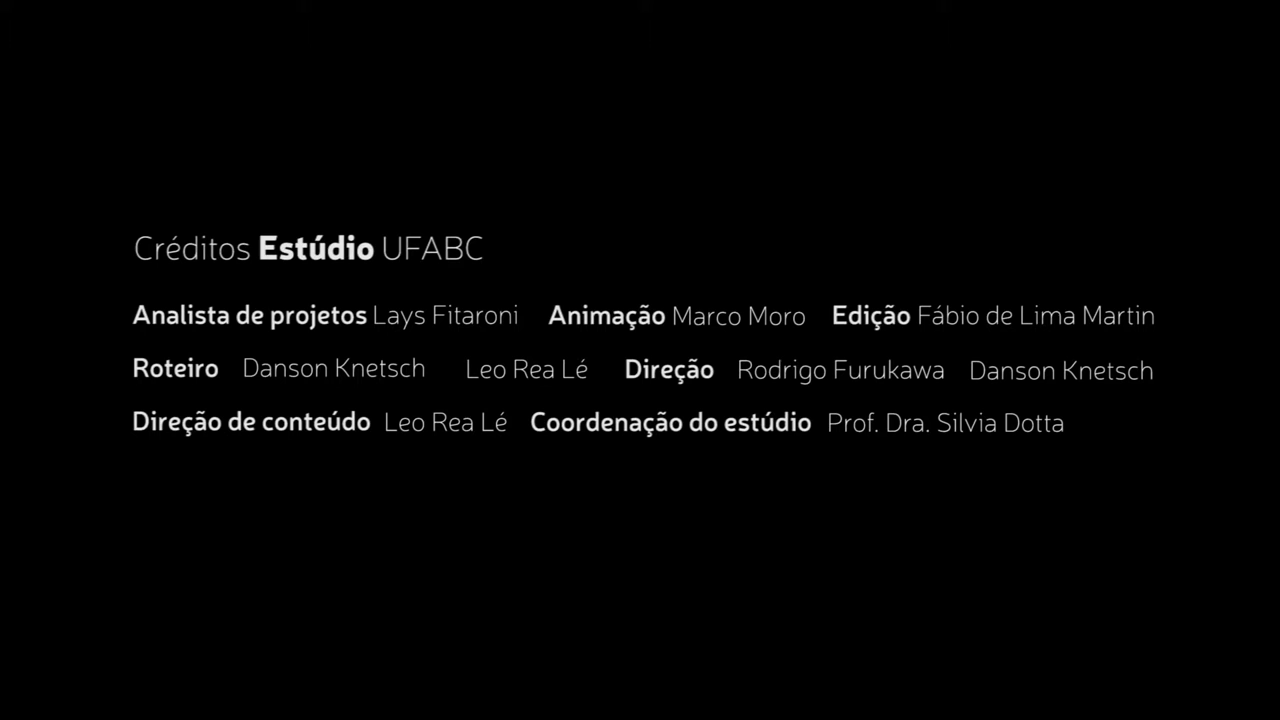 Créditos Estúdio UFABC
Analista de projetos Lays Fitaroni Animação Marco Moro Edição Fábio de Lima Martin
Roteiro Danson Knetsch Leo Rea Lé Direção Rodrigo Furukawa Danson Knetsch
Direção de conteúdo Leo Rea Lé Coordenação do estúdio Prof. Dra. Silvia Dotta